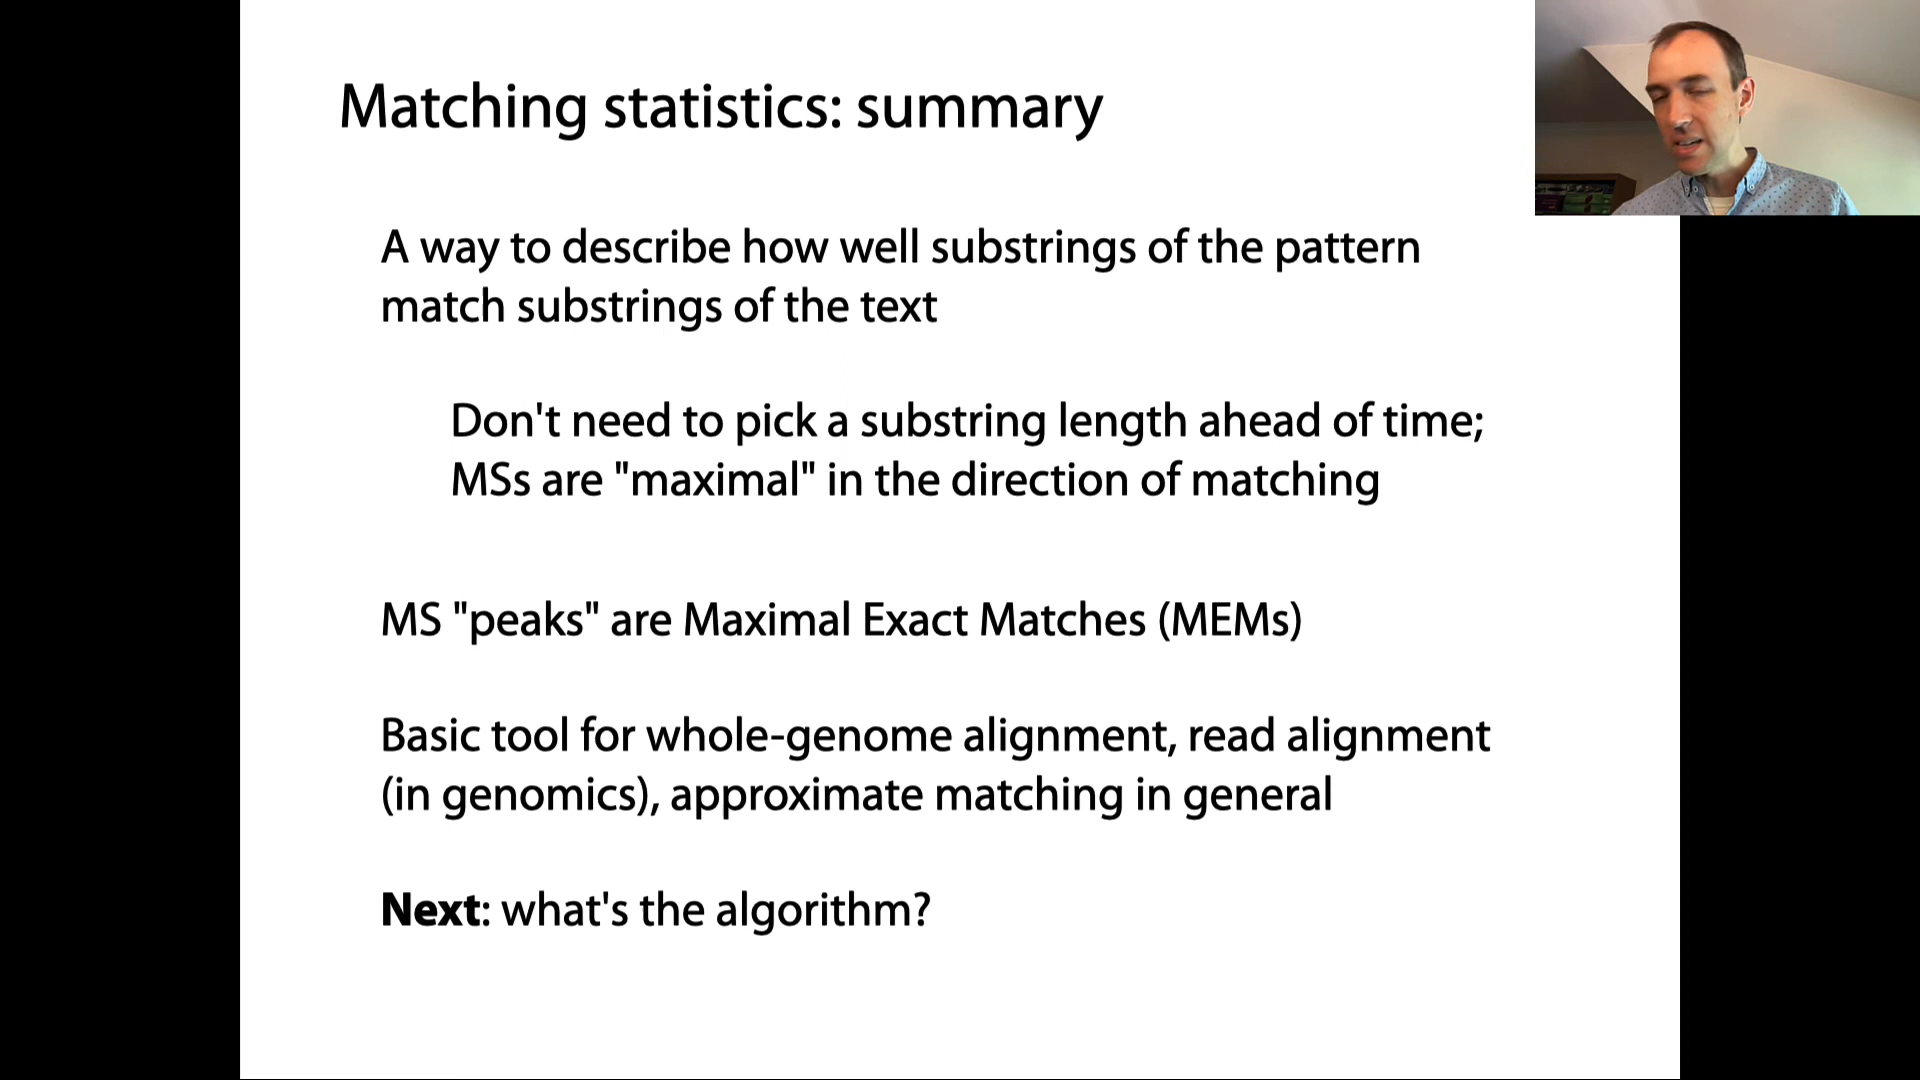 Matching statistics: summary
A way to describe how well substrings of the pattern
match substrings of the text
Don't need to pick a substring length ahead of time;
MSs are "maximal" in the direction of matching
MS "peaks" are Maximal Exact Matches (MEMs)
Basic tool for whole-genome alignment, read alignment
(in genomics), approximate matching in general
Next: what's the algorithm?